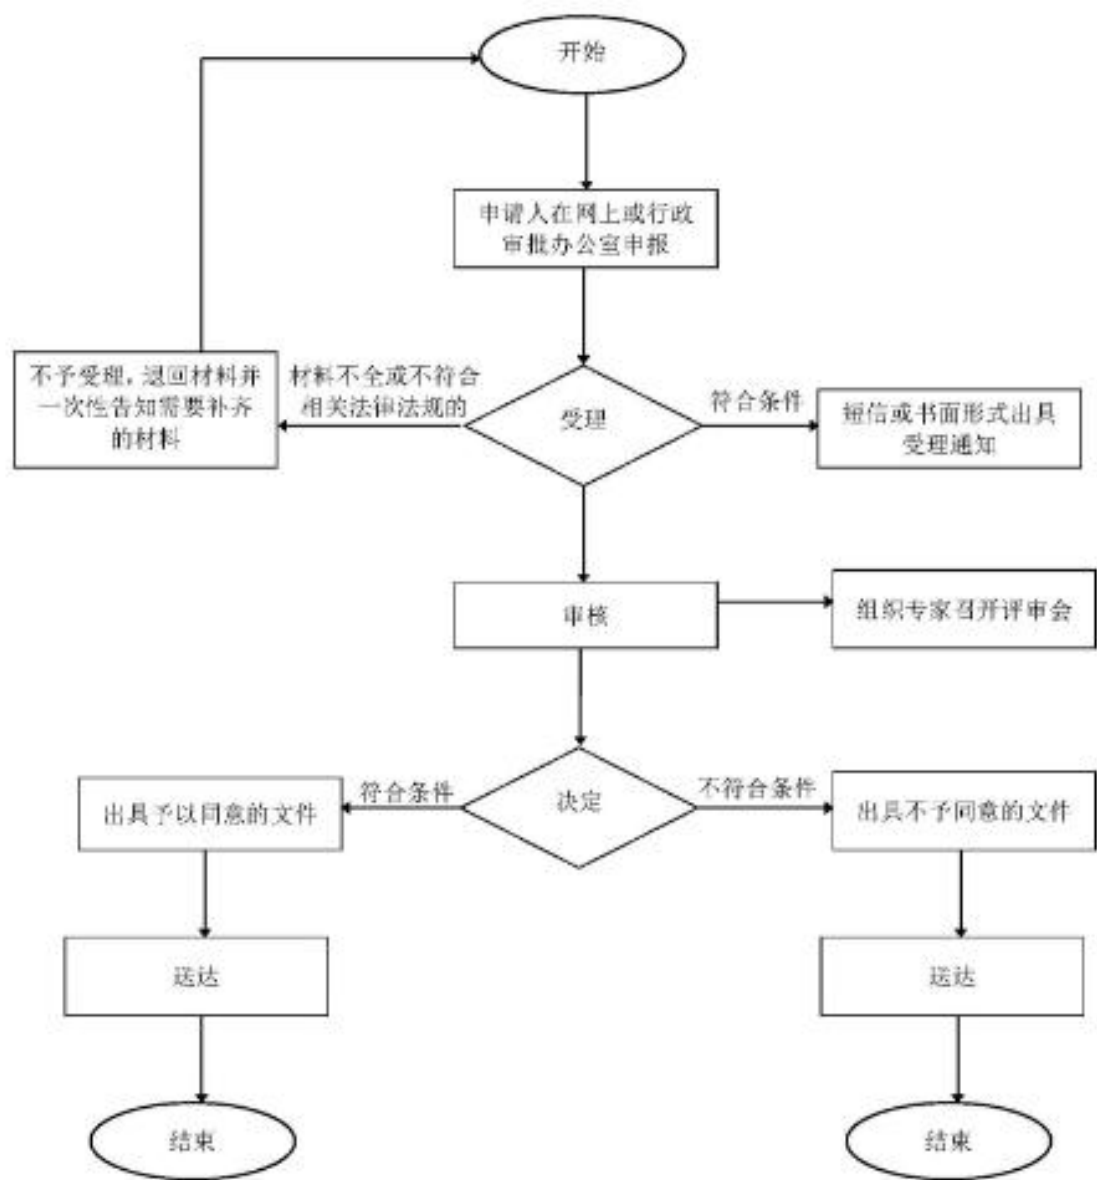 开始
申请人在网上或行政
审批办公室申报
不予受理,退回材料并
一次性告知需要补齐
的材料
材料不全或不符合
相关法律法规的
受理
符合条件
短信或书面形式出具
受理通知
审核
组织专家召开评审会
出具予以同意的文件
符合条件
决定
不符合条件
出具不予同意的文件
送达
送达
结束
结束